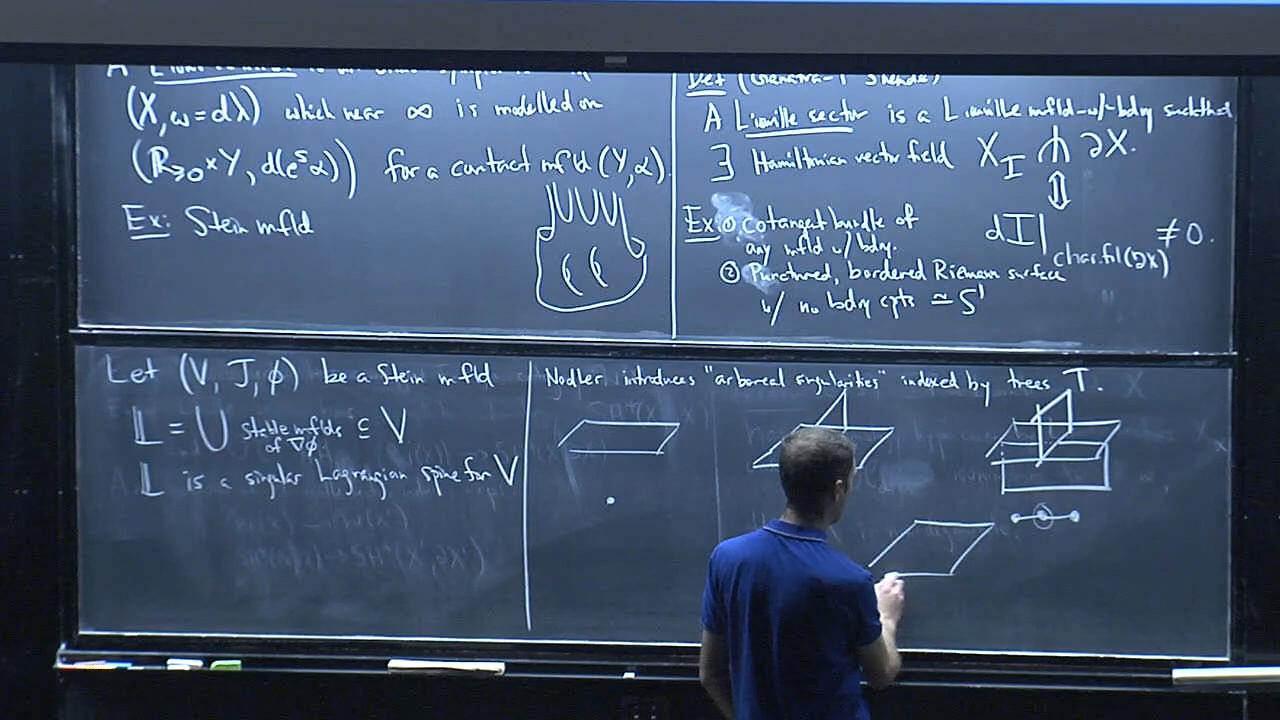 (X, ω = dλ) which near ∞ is modelled on
(ℝ≥0 × Y, d(e^s α)) for a contact mfld (Y, α).
Ex: Stein mfld
A Liouville sector is a Liouville mfld-w/-bdry such that
∃ Hamiltonian vector field X_I ⋔ ∂X.
⇕
dI|char.fol(∂X) ≠ 0.
Ex: ① Cotangent bundle of
any mfld w/ bdry.
② Punctured, bordered Riemann surface
w/ no bdry cpts ≃ S¹
Let (V, J, φ) be a Stein mfld
𝕃 = ∪ stable mflds of ∇φ ⊆ V
𝕃 is a singular Lagrangian spine for V
Nadler introduces "arboreal singularities" indexed by trees T.